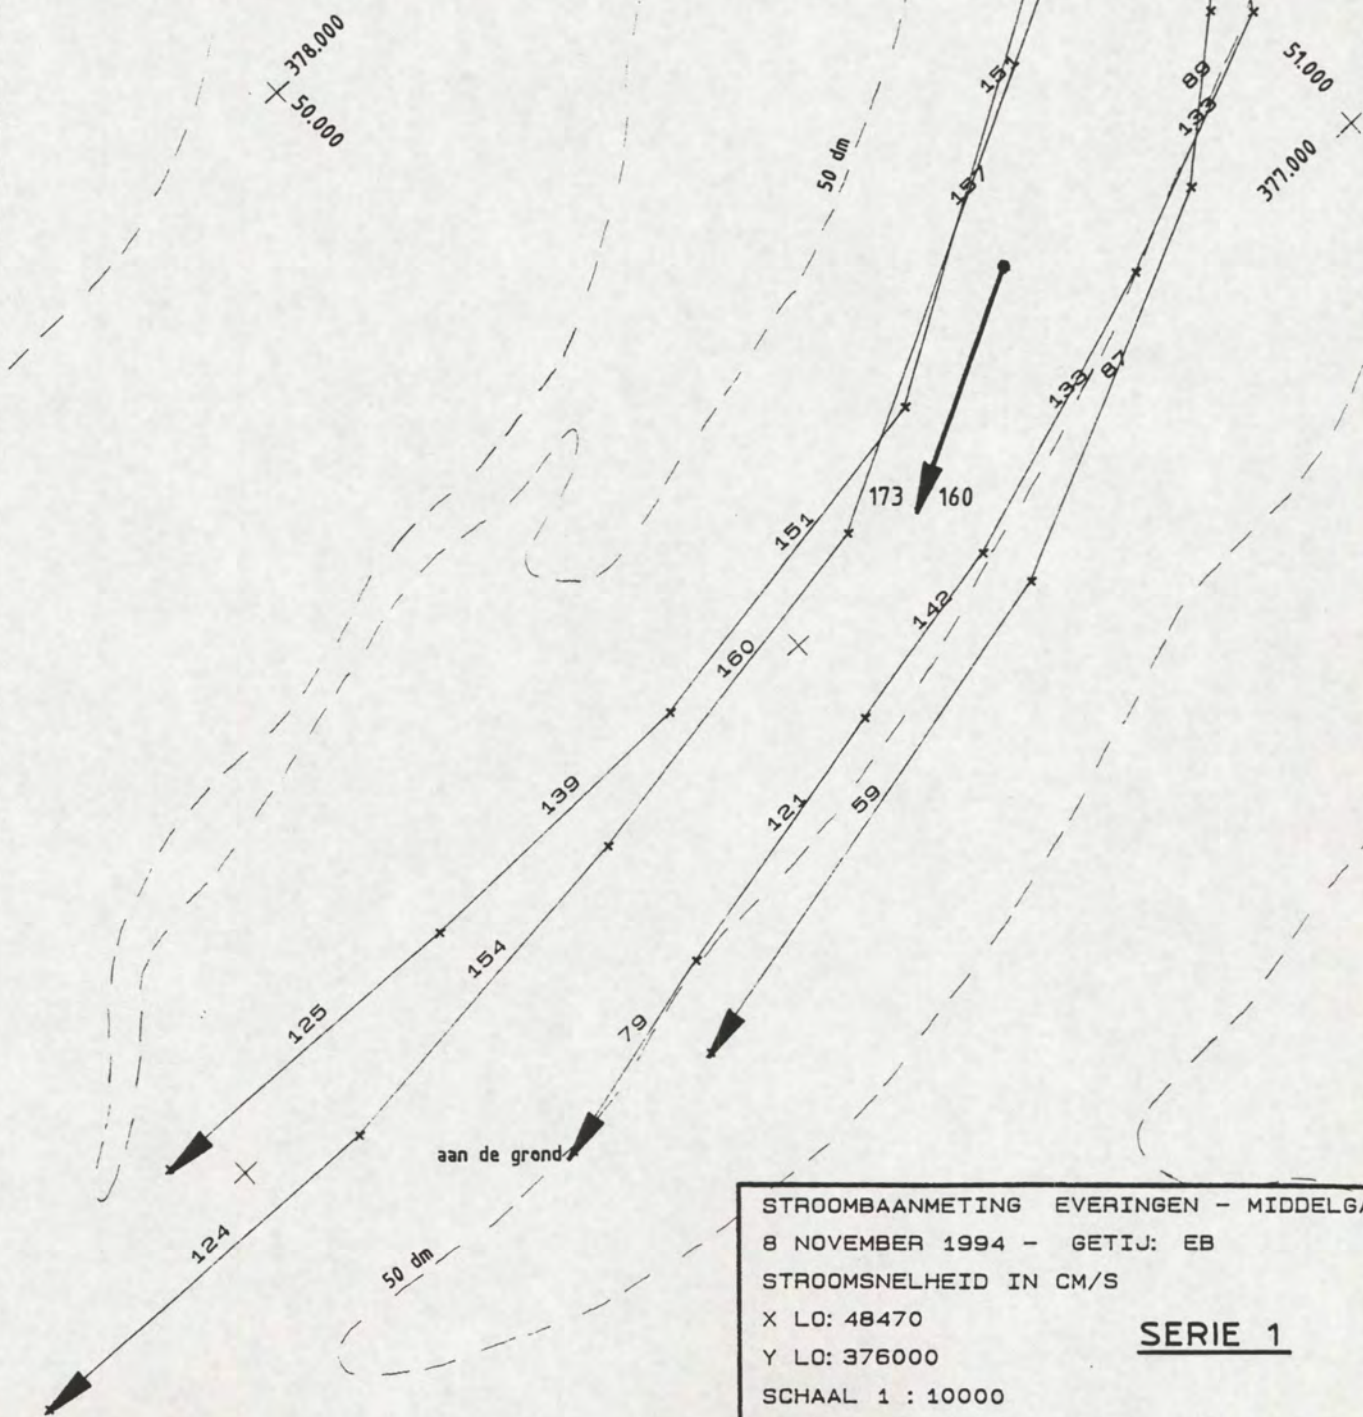 378.000
50.000
51.000
377.000
151
89
133
50 dm
157
133
87
173 160
151
142
160
139
121
59
154
125
79
aan de grond
124
50 dm
STROOMBAANMETING EVERINGEN - MIDDELGA
8 NOVEMBER 1994 - GETIJ: EB
STROOMSNELHEID IN CM/S
X LO: 48470
Y LO: 376000
SCHAAL 1 : 10000
SERIE 1